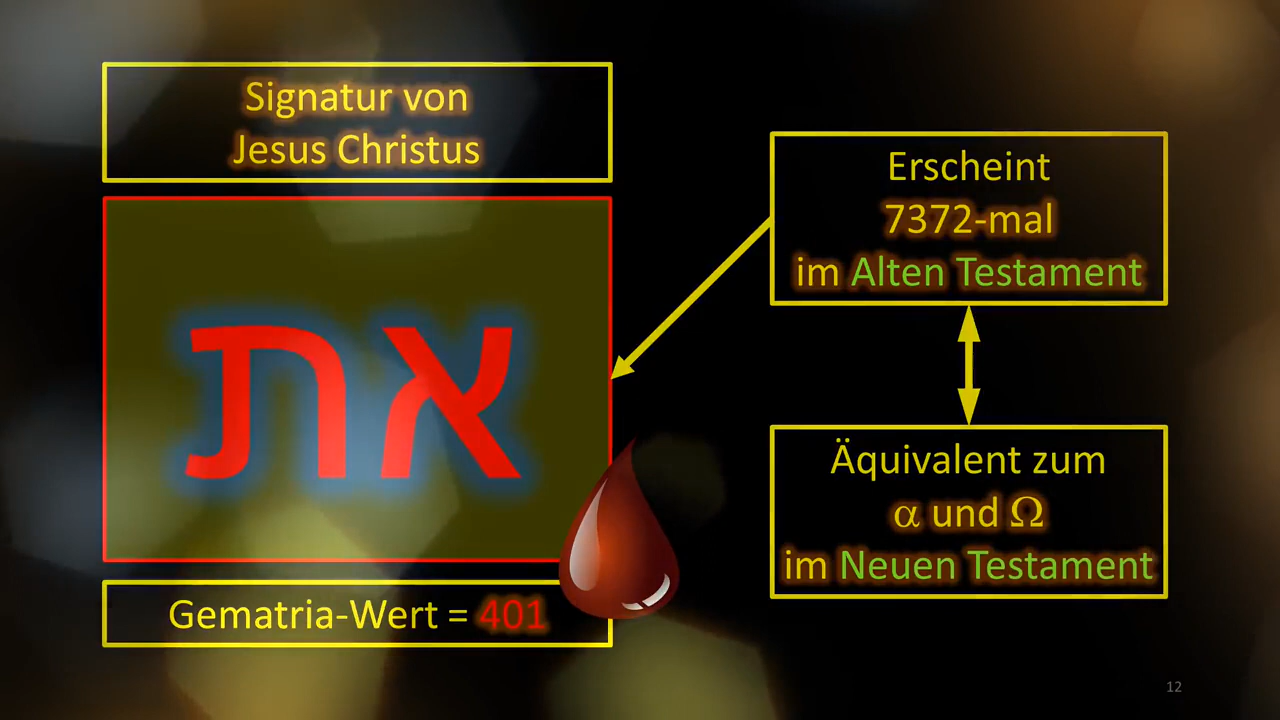 Signatur von
Jesus Christus
את
Gematria-Wert = 401
Erscheint
7372-mal
im Alten Testament
Äquivalent zum
α und Ω
im Neuen Testament
12